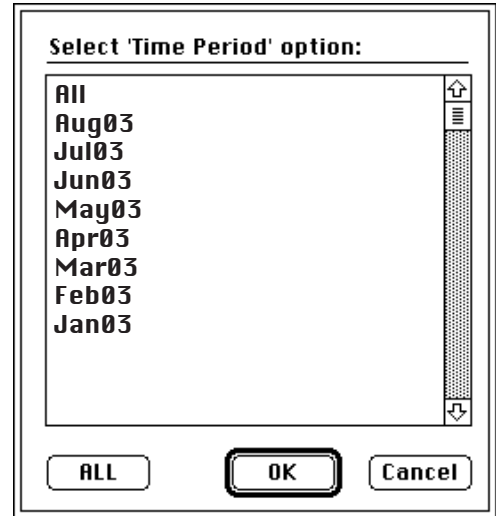 Select 'Time Period' option:
All
Aug03
Jul03
Jun03
May03
Apr03
Mar03
Feb03
Jan03
ALL OK Cancel